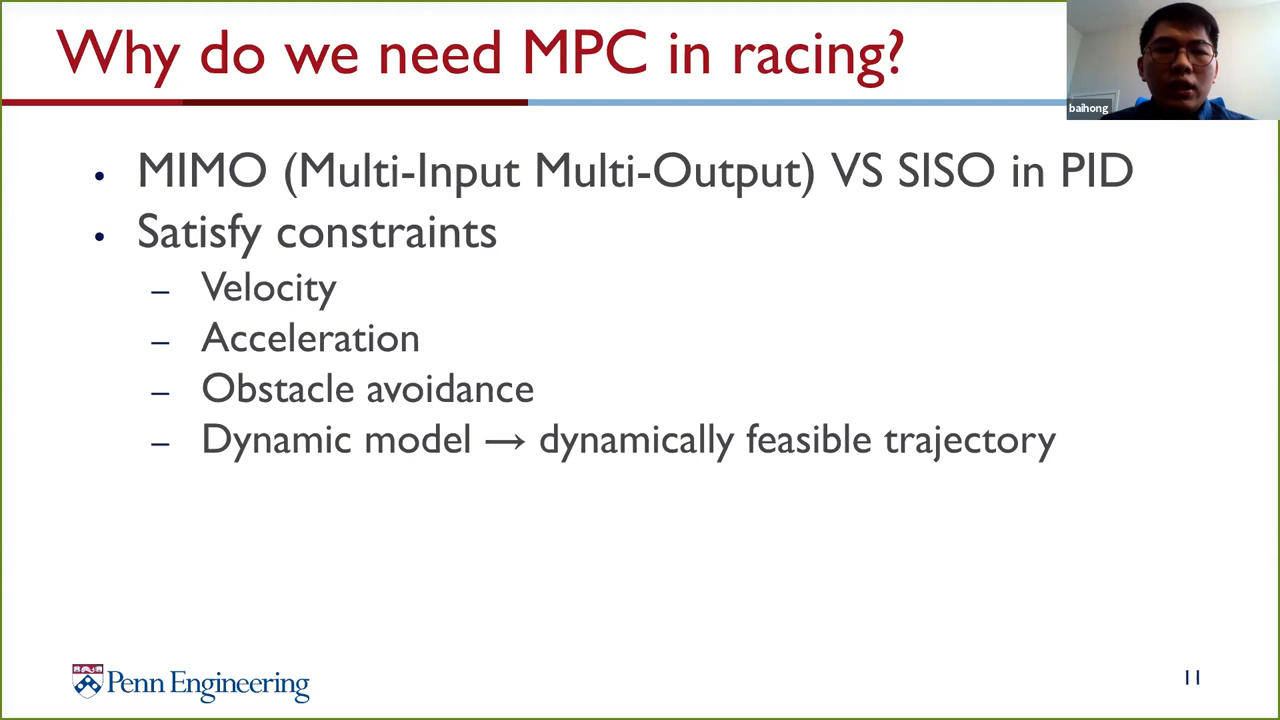 Why do we need MPC in racing?
baihong
• MIMO (Multi-Input Multi-Output) VS SISO in PID
• Satisfy constraints
– Velocity
– Acceleration
– Obstacle avoidance
– Dynamic model → dynamically feasible trajectory
Penn Engineering
11